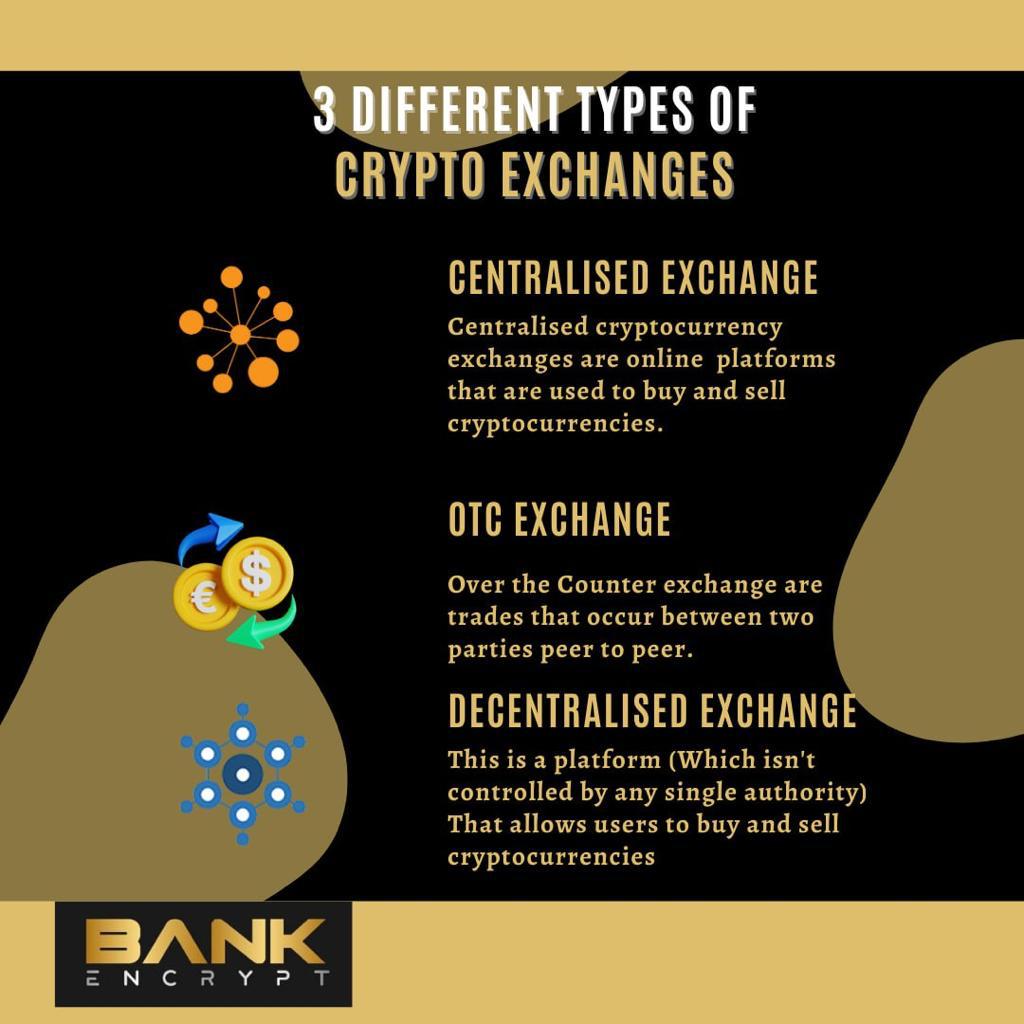 3 DIFFERENT TYPES OF
CRYPTO EXCHANGES
CENTRALISED EXCHANGE
Centralised cryptocurrency
exchanges are online platforms
that are used to buy and sell
cryptocurrencies.
OTC EXCHANGE
Over the Counter exchange are
trades that occur between two
parties peer to peer.
DECENTRALISED EXCHANGE
This is a platform (Which isn't
controlled by any single authority)
That allows users to buy and sell
cryptocurrencies
€ $
BANK
ENCRYPT